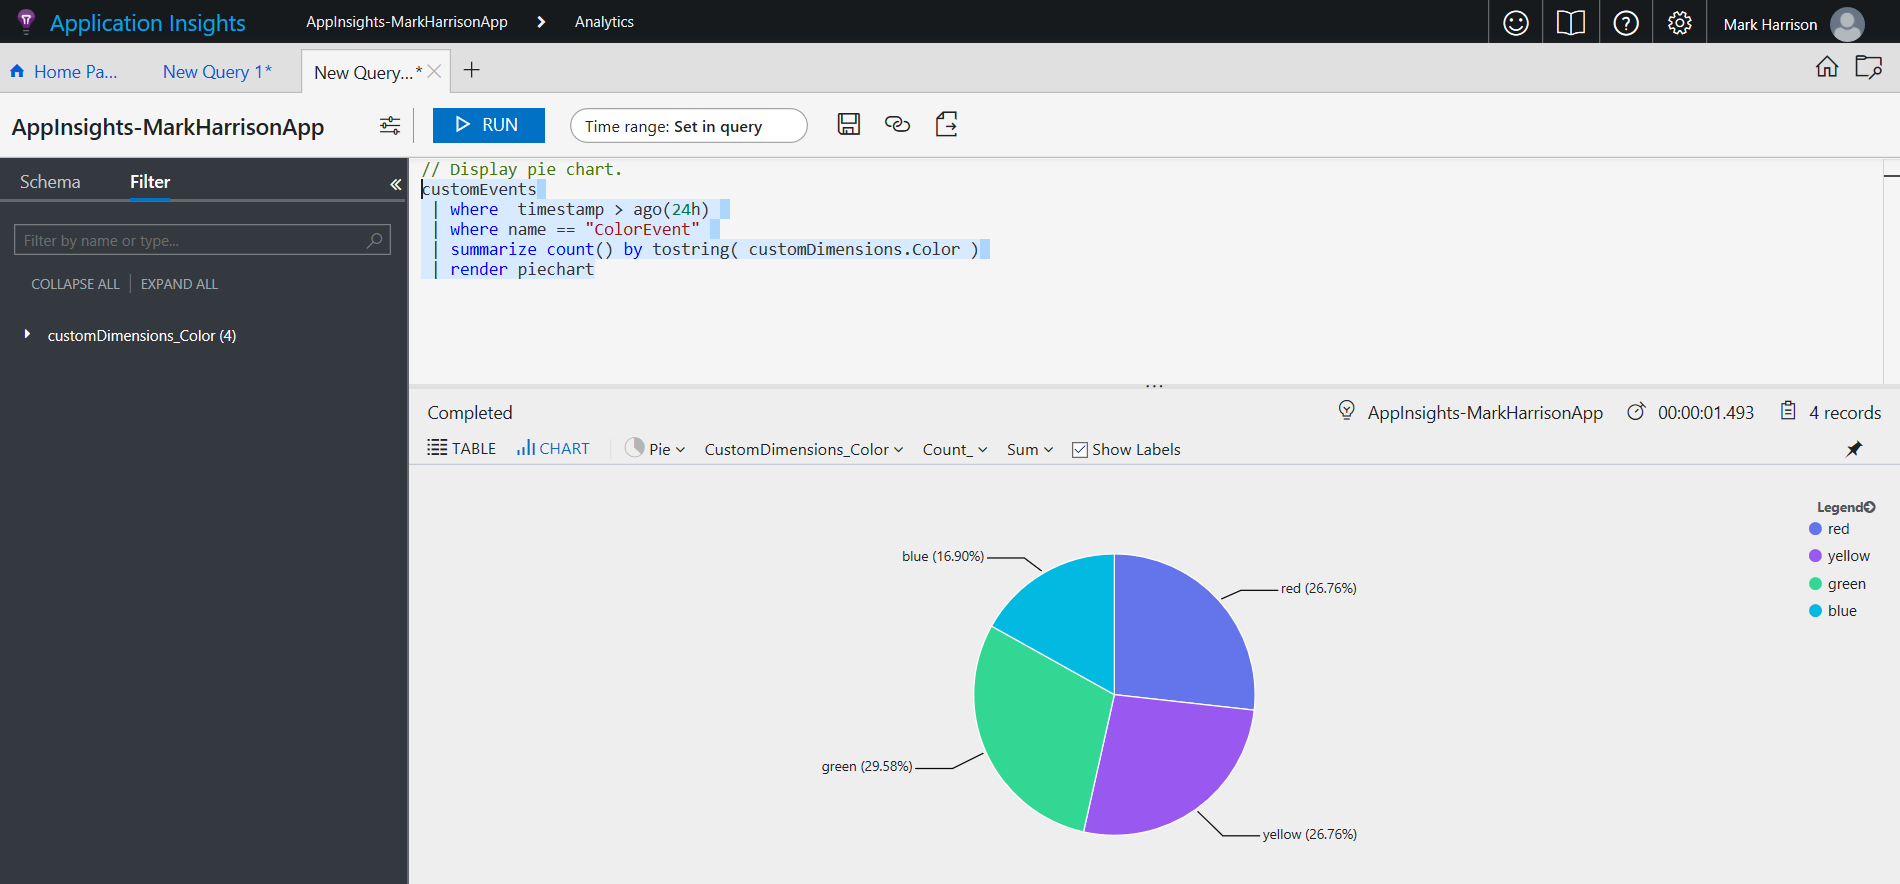 Application Insights
AppInsights-MarkHarrisonApp
Analytics
Mark Harrison
Home Pa...
New Query 1*
New Query...*
AppInsights-MarkHarrisonApp
RUN
Time range: Set in query
Schema
Filter
Filter by name or type...
COLLAPSE ALL
EXPAND ALL
customDimensions_Color (4)
// Display pie chart.
customEvents
| where  timestamp > ago(24h)
| where name == "ColorEvent"
| summarize count() by tostring( customDimensions.Color )
| render piechart
Completed
AppInsights-MarkHarrisonApp
00:00:01.493
4 records
TABLE
CHART
Pie
CustomDimensions_Color
Count_
Sum
Show Labels
Legend
red
yellow
green
blue
blue (16.90%)
red (26.76%)
green (29.58%)
yellow (26.76%)